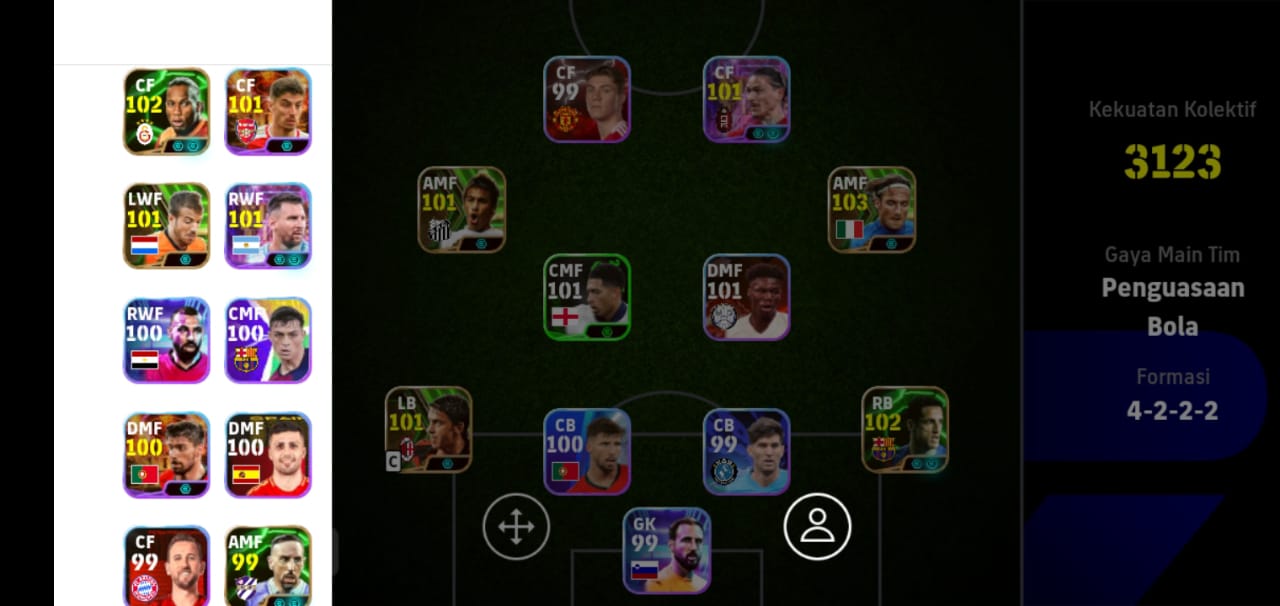 CF
102
CF
101
LWF
101
RWF
101
RWF
100
CMF
100
DMF
100
DMF
100
CF
99
AMF
99
CF
99
CF
101
AMF
101
AMF
103
CMF
101
DMF
101
LB
101
C
CB
100
CB
99
RB
102
GK
99
Kekuatan Kolektif
3123
Gaya Main Tim
Penguasaan
Bola
Formasi
4-2-2-2